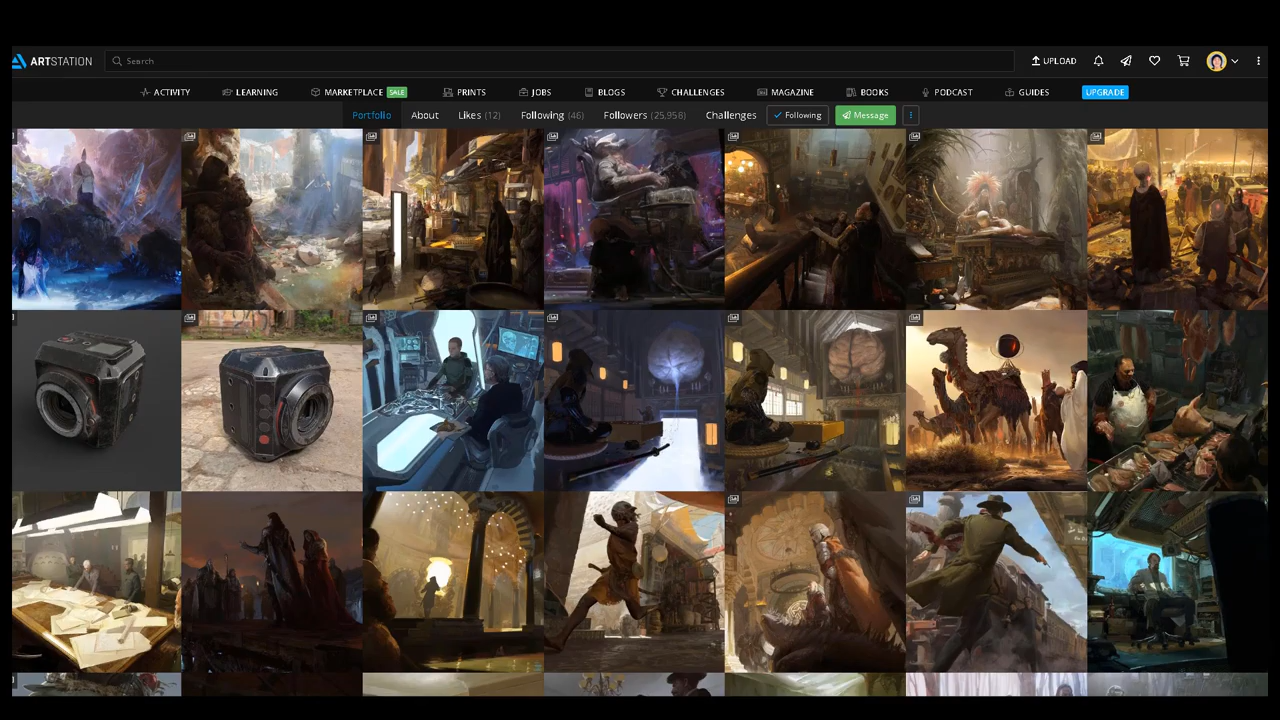 ARTSTATION Search UPLOAD
ACTIVITY LEARNING MARKETPLACE SALE PRINTS JOBS BLOGS CHALLENGES MAGAZINE BOOKS PODCAST GUIDES UPGRADE
Portfolio About Likes (12) Following (46) Followers (25,958) Challenges Following Message